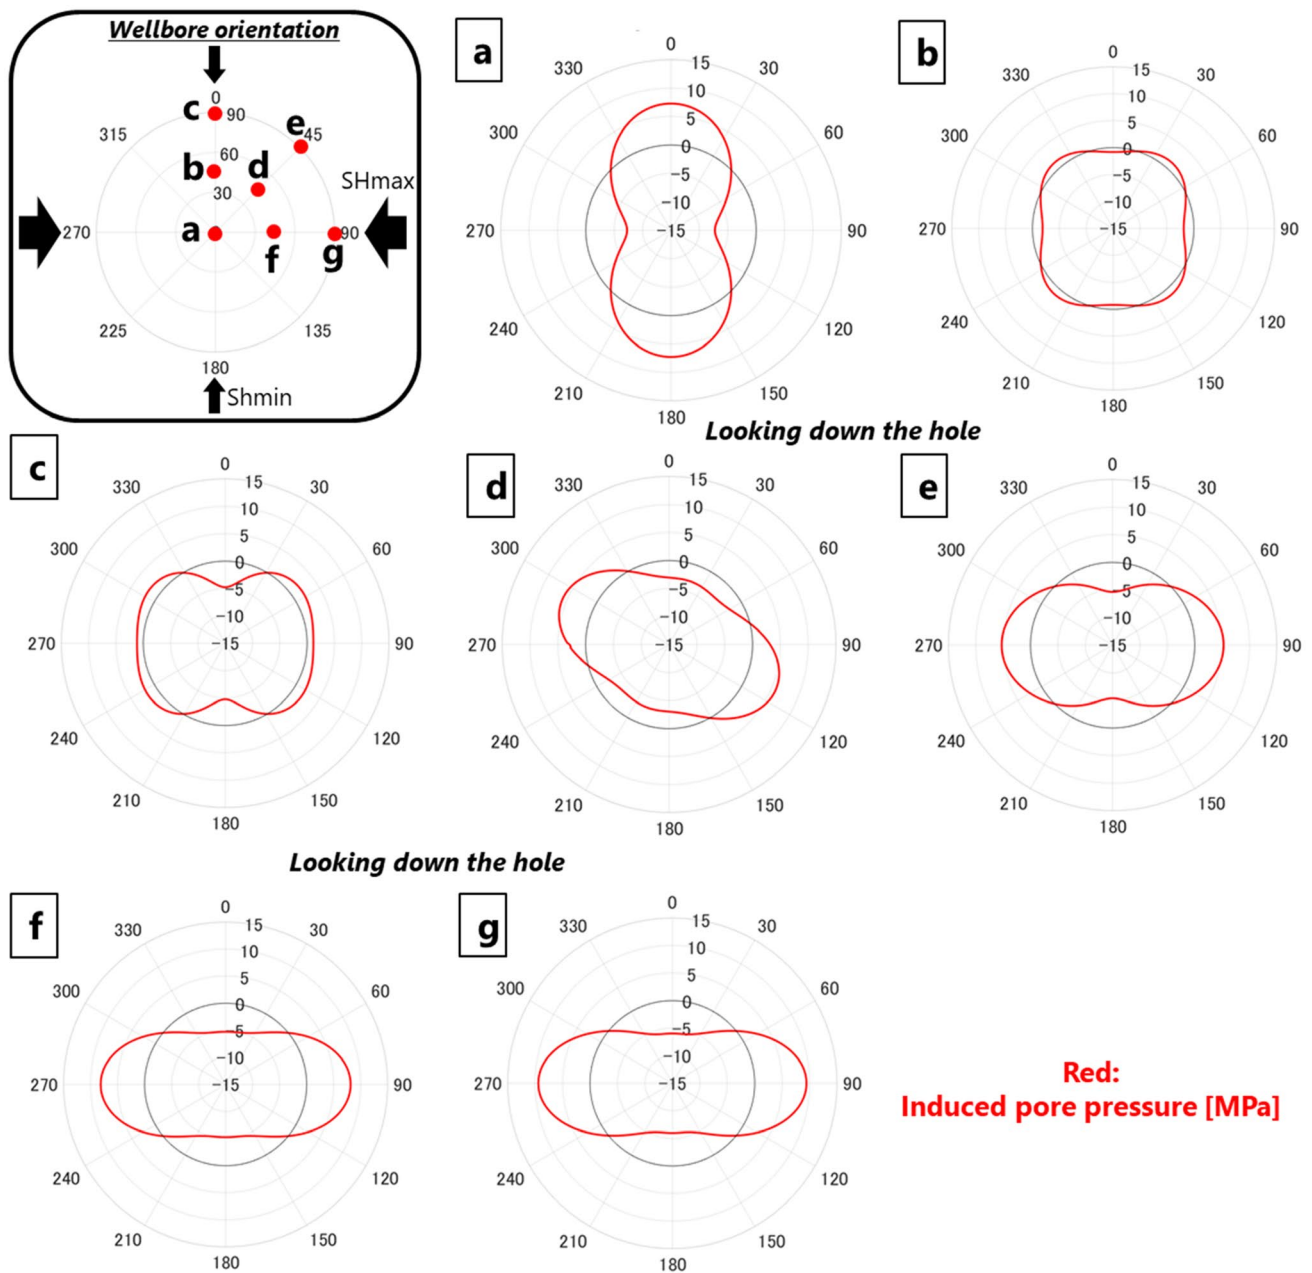 Wellbore orientation
0
c 90
315
e 45
60
b d
30
SHmax
270 a 90
f g
225
135
180
Shmin
a
0
15
330 30
10
300 5 60
0
−5
−10
270 −15 90
240 120
210 150
180
b
0
15
330 30
10
300 5 60
0
−5
−10
270 −15 90
240 120
210 150
180
Looking down the hole
c
0
15
330 30
10
300 5 60
0
−5
−10
270 −15 90
240 120
210 150
180
d
0
15
330 30
10
300 5 60
0
−5
−10
270 −15 90
240 120
210 150
180
e
0
15
330 30
10
300 5 60
0
−5
−10
270 −15 90
240 120
210 150
180
Looking down the hole
f
0
15
330 30
10
300 5 60
0
−5
−10
270 −15 90
240 120
210 150
180
g
0
15
330 30
10
300 5 60
0
−5
−10
270 −15 90
240 120
210 150
180
Red:
Induced pore pressure [MPa]